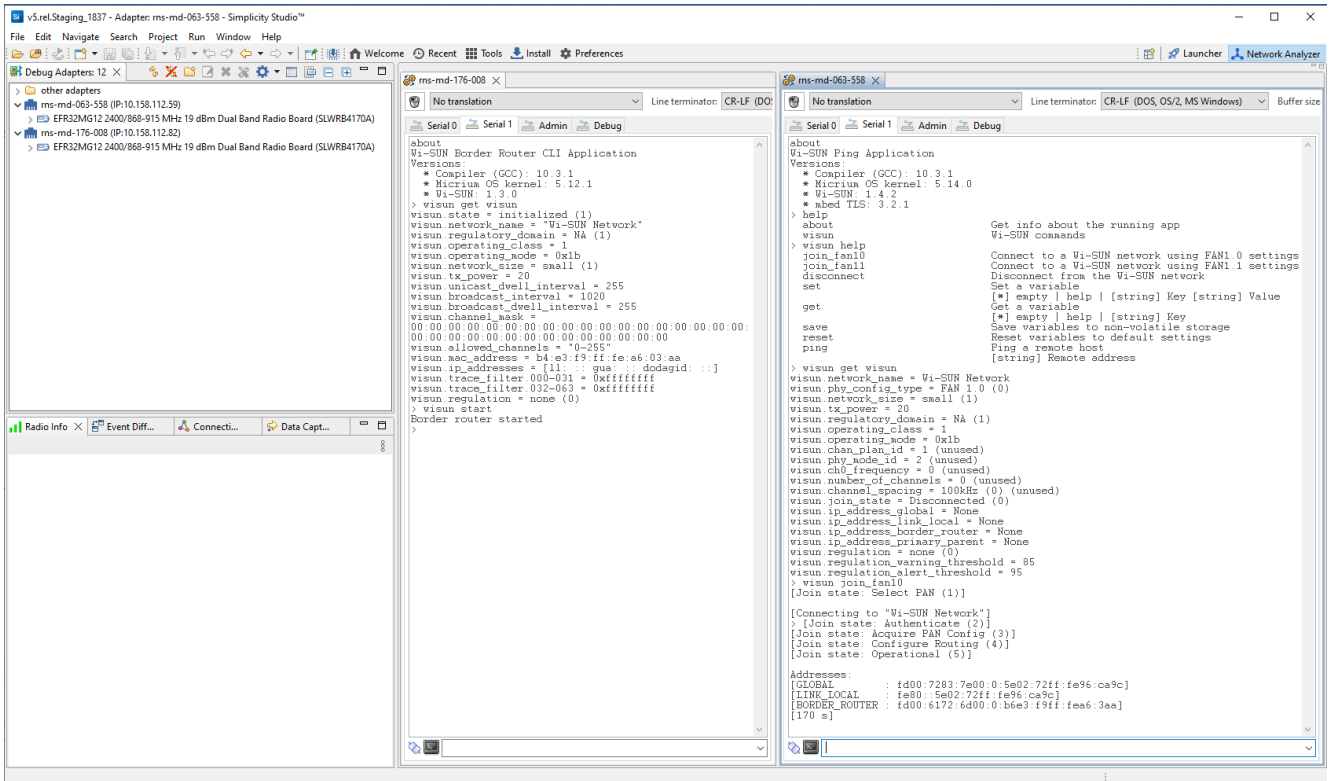 v5.rel.Staging_1837 - Adapter: rns-md-063-558 - Simplicity Studio™
File Edit Navigate Search Project Run Window Help
Welcome Recent Tools Install Preferences
Launcher Network Analyzer
Debug Adapters: 12
other adapters
rns-md-063-558 (IP:10.158.112.59)
EFR32MG12 2400/868-915 MHz 19 dBm Dual Band Radio Board (SLWRB4170A)
rns-md-176-008 (IP:10.158.112.82)
EFR32MG12 2400/868-915 MHz 19 dBm Dual Band Radio Board (SLWRB4170A)
Radio Info Event Diff... Connecti... Data Capt...
rns-md-176-008
No translation Line terminator: CR-LF (DOS
Serial 0 Serial 1 Admin Debug
about
Wi-SUN Border Router CLI Application
Versions:
* Compiler (GCC): 10.3.1
* Micrium OS kernel: 5.12.1
* Wi-SUN: 1.3.0
> wisun get wisun
wisun.state = initialized (1)
wisun.network_name = "Wi-SUN Network"
wisun.regulatory_domain = NA (1)
wisun.operating_class = 1
wisun.operating_mode = 0x1b
wisun.network_size = small (1)
wisun.tx_power = 20
wisun.unicast_dwell_interval = 255
wisun.broadcast_interval = 1020
wisun.broadcast_dwell_interval = 255
wisun.channel_mask =
00:00:00:00:00:00:00:00:00:00:00:00:00:00:00:00:00:00:
00:00:00:00:00:00:00:00:00:00:00:00:00:00
wisun.allowed_channels = "0-255"
wisun.mac_address = b4:e3:f9:ff:fe:a6:03:aa
wisun.ip_addresses = [ll: :: gua: :: dodagid: ::]
wisun.trace_filter.000-031 = 0xffffffff
wisun.trace_filter.032-063 = 0xffffffff
wisun.regulation = none (0)
> wisun start
Border router started
>
rns-md-063-558
No translation Line terminator: CR-LF (DOS, OS/2, MS Windows) Buffer size
Serial 0 Serial 1 Admin Debug
about
Wi-SUN Ping Application
Versions:
* Compiler (GCC): 10.3.1
* Micrium OS kernel: 5.14.0
* Wi-SUN: 1.4.2
* mbed TLS: 3.2.1
> help
about Get info about the running app
wisun Wi-SUN commands
> wisun help
join_fan10 Connect to a Wi-SUN network using FAN1.0 settings
join_fan11 Connect to a Wi-SUN network using FAN1.1 settings
disconnect Disconnect from the Wi-SUN network
set Set a variable
[*] empty | help | [string] Key [string] Value
get Get a variable
[*] empty | help | [string] Key
save Save variables to non-volatile storage
reset Reset variables to default settings
ping Ping a remote host
[string] Remote address
> wisun get wisun
wisun.network_name = Wi-SUN Network
wisun.phy_config_type = FAN 1.0 (0)
wisun.network_size = small (1)
wisun.tx_power = 20
wisun.regulatory_domain = NA (1)
wisun.operating_class = 1
wisun.operating_mode = 0x1b
wisun.chan_plan_id = 1 (unused)
wisun.phy_mode_id = 2 (unused)
wisun.ch0_frequency = 0 (unused)
wisun.number_of_channels = 0 (unused)
wisun.channel_spacing = 100kHz (0) (unused)
wisun.join_state = Disconnected (0)
wisun.ip_address_global = None
wisun.ip_address_link_local = None
wisun.ip_address_border_router = None
wisun.ip_address_primary_parent = None
wisun.regulation = none (0)
wisun.regulation_warning_threshold = 85
wisun.regulation_alert_threshold = 95
> wisun join_fan10
[Join state: Select PAN (1)]
[Connecting to "Wi-SUN Network"]
> [Join state: Authenticate (2)]
[Join state: Acquire PAN Config (3)]
[Join state: Configure Routing (4)]
[Join state: Operational (5)]
Addresses:
[GLOBAL : fd00:7283:7e00:0:5e02:72ff:fe96:ca9c]
[LINK_LOCAL : fe80::5e02:72ff:fe96:ca9c]
[BORDER_ROUTER : fd00:6172:6d00:0:b6e3:f9ff:fea6:3aa]
[170 s]